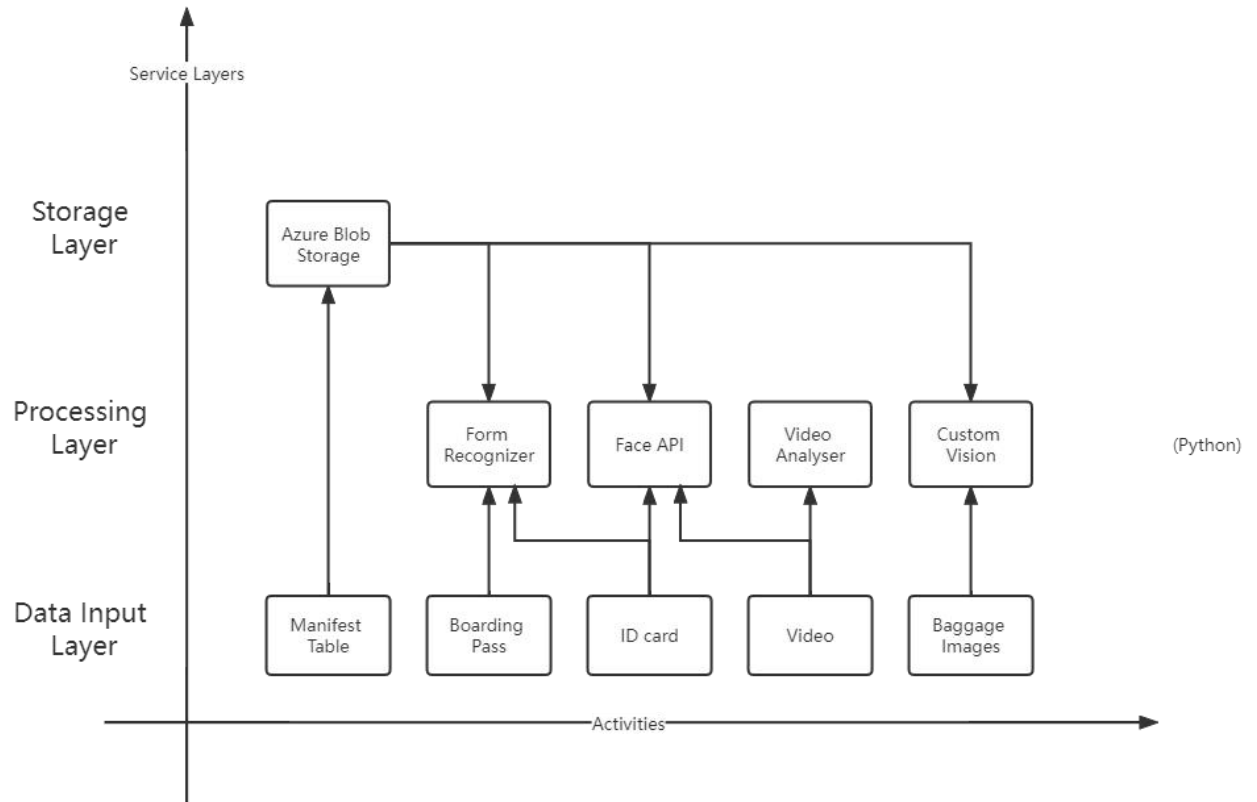 Service Layers
Storage
Layer
Azure Blob
Storage
Processing
Layer
Form
Recognizer
Face API
Video
Analyser
Custom
Vision
(Python)
Data Input
Layer
Manifest
Table
Boarding
Pass
ID card
Video
Baggage
Images
Activities